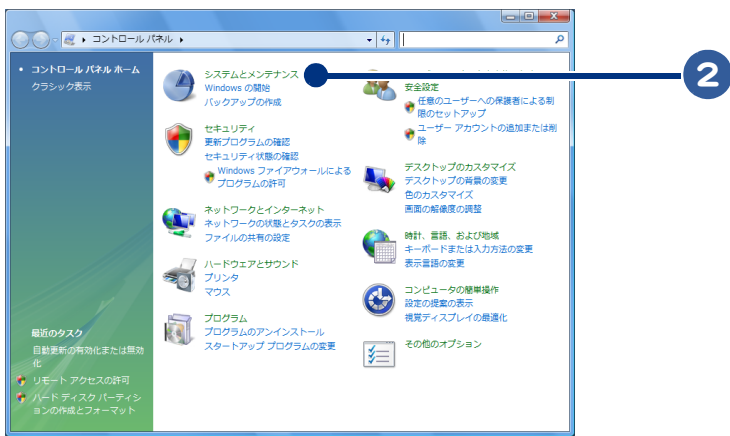 コントロール パネル
コントロール パネル ホーム
クラシック表示
システムとメンテナンス
Windows の開始
バックアップの作成
セキュリティ
更新プログラムの確認
セキュリティ状態の確認
Windows ファイアウォールによる
プログラムの許可
ネットワークとインターネット
ネットワークの状態とタスクの表示
ファイルの共有の設定
ハードウェアとサウンド
プリンタ
マウス
プログラム
プログラムのアンインストール
スタートアップ プログラムの変更
2
安全設定
任意のユーザーへの保護者による制
限のセットアップ
ユーザー アカウントの追加または削
除
デスクトップのカスタマイズ
デスクトップの背景の変更
色のカスタマイズ
画面の解像度の調整
時計、言語、および地域
キーボードまたは入力方法の変更
表示言語の変更
コンピュータの簡単操作
設定の提案の表示
視覚ディスプレイの最適化
その他のオプション
最近のタスク
自動更新の有効化または無効
化
リモート アクセスの許可
ハード ディスク パーティシ
ョンの作成とフォーマット